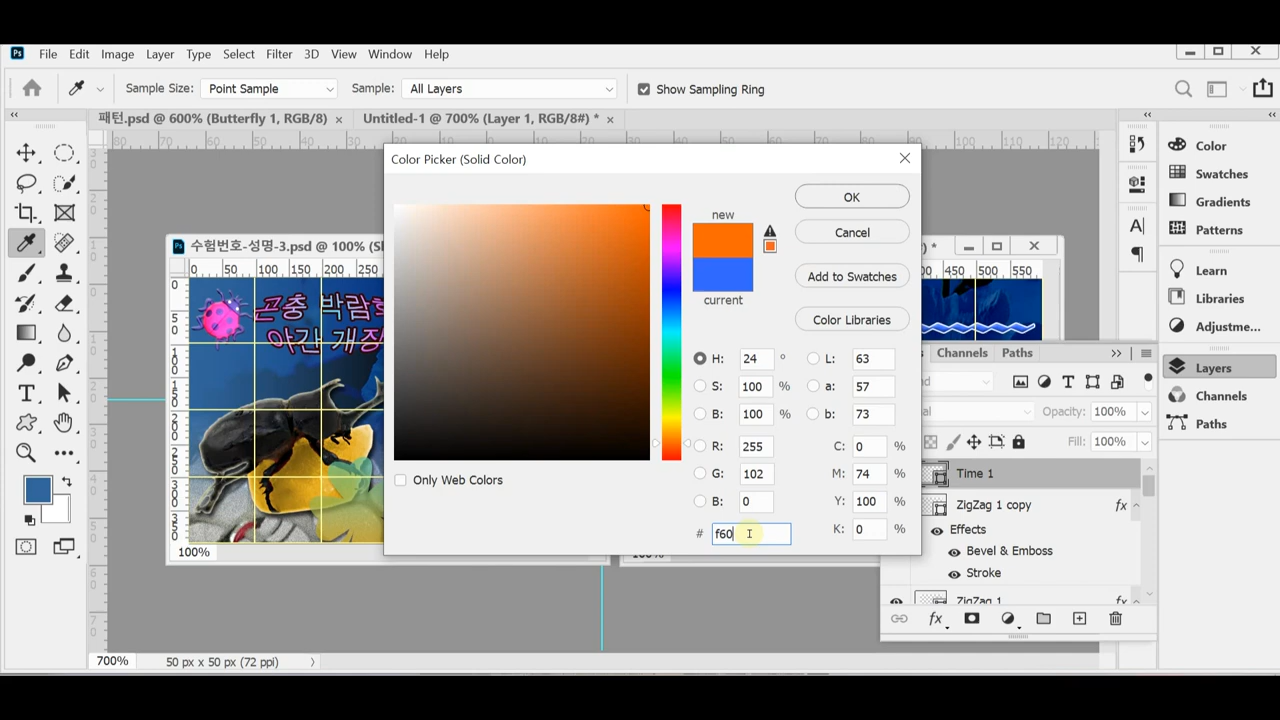 Ps File Edit Image Layer Type Select Filter 3D View Window Help
Sample Size: Point Sample Sample: All Layers Show Sampling Ring
패턴.psd @ 600% (Butterfly 1, RGB/8) × Untitled-1 @ 700% (Layer 1, RGB/8#) * ×
Color Picker (Solid Color)
수험번호-성명-3.psd @ 100% (S
0 50 100 150 200 250
450 500 550
곤충 박람회
야간 개장
100%
new
current
OK
Cancel
Add to Swatches
Color Libraries
H: 24 ° L: 63
S: 100 % a: 57
B: 100 % b: 73
R: 255 C: 0 %
G: 102 M: 74 %
B: 0 Y: 100 %
# f60 K: 0 %
Only Web Colors
Color
Swatches
Gradients
Patterns
Learn
Libraries
Adjustme...
Layers
Channels
Paths
Channels Paths
Opacity: 100%
Fill: 100%
Time 1
ZigZag 1 copy fx
Effects
Bevel & Emboss
Stroke
ZigZag 1 fx
fx
700% 50 px x 50 px (72 ppi)